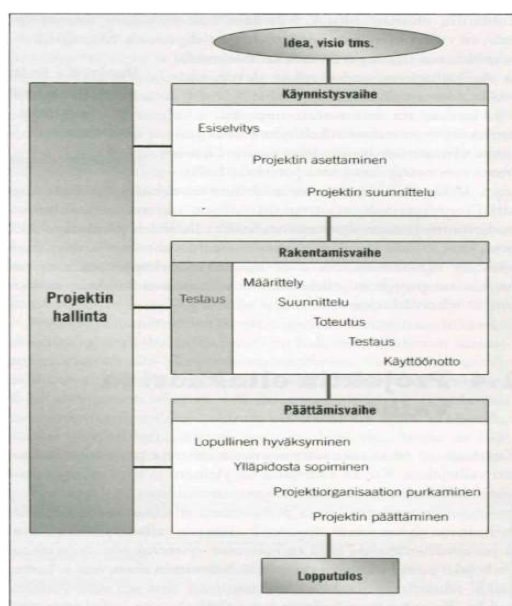 Idea, visio tms.
Käynnistysvaihe
Esiselvitys
Projektin asettaminen
Projektin suunnittelu
Projektin
hallinta
Rakentamisvaihe
Testaus
Määrittely
Suunnittelu
Toteutus
Testaus
Käyttöönotto
Päättämisvaihe
Lopullinen hyväksyminen
Ylläpidosta sopiminen
Projektiorganisaation purkaminen
Projektin päättäminen
Lopputulos